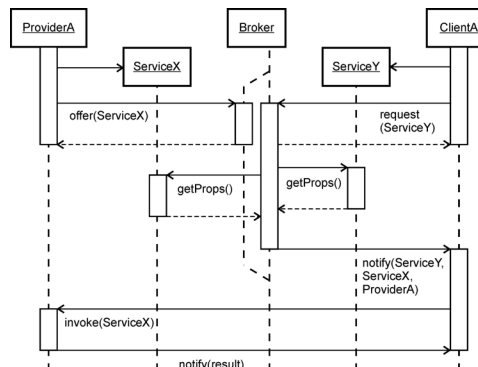 ProviderA
Broker
ClientA
ServiceX
ServiceY
offer(ServiceX)
request
(ServiceY)
getProps()
getProps()
notify(ServiceY,
ServiceX,
ProviderA)
invoke(ServiceX)
notify(result)